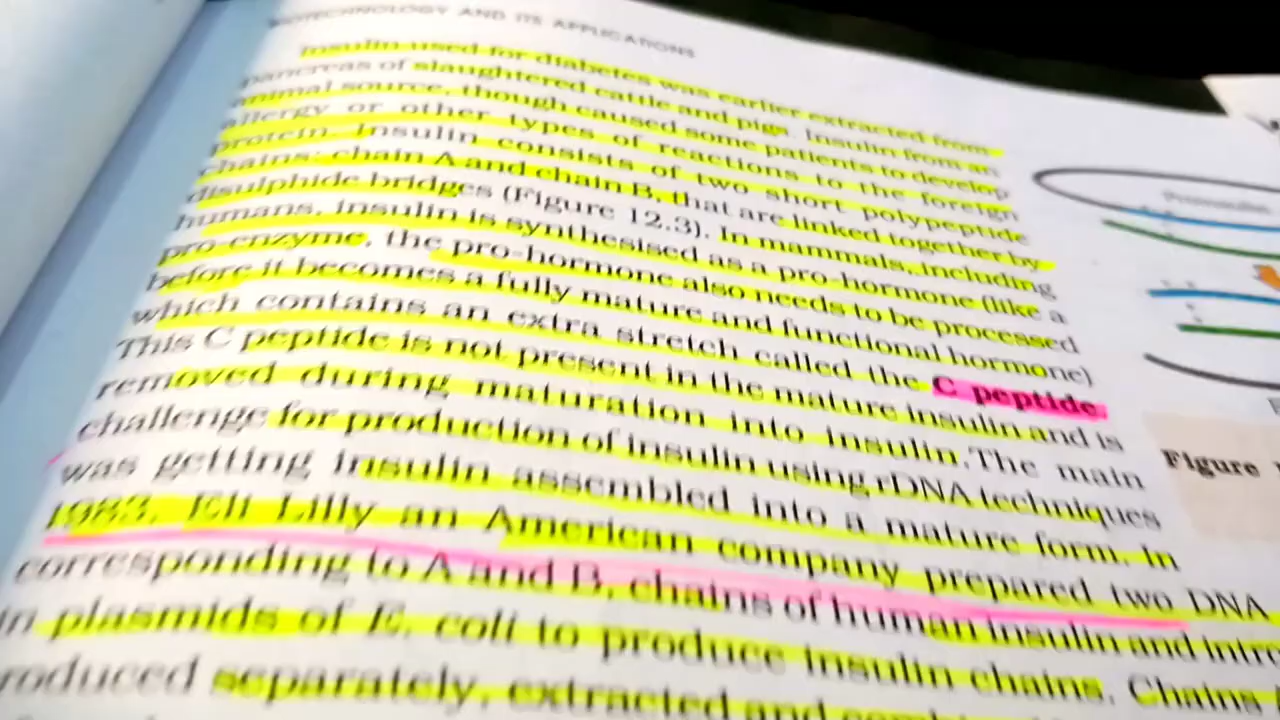 BIOTECHNOLOGY AND ITS APPLICATIONS
Insulin used for diabetes was earlier extracted from
pancreas of slaughtered cattle and pigs. Insulin from an
animal source, though caused some patients to develop
allergy or other types of reactions to the foreign
protein. Insulin consists of two short polypeptide
chains: chain A and chain B, that are linked together by
disulphide bridges (Figure 12.3). In mammals, including
humans, insulin is synthesised as a pro-hormone (like a
pro-enzyme, the pro-hormone also needs to be processed
before it becomes a fully mature and functional hormone)
which contains an extra stretch called the C peptide.
This C peptide is not present in the mature insulin and is
removed during maturation into insulin.The main
challenge for production of insulin using rDNA techniques
was getting insulin assembled into a mature form. In
1983, Eli Lilly an American company prepared two DNA
corresponding to A and B, chains of human insulin and intro
in plasmids of E. coli to produce insulin chains. Chains
roduced separately, extracted and
Proinsulin
Figure